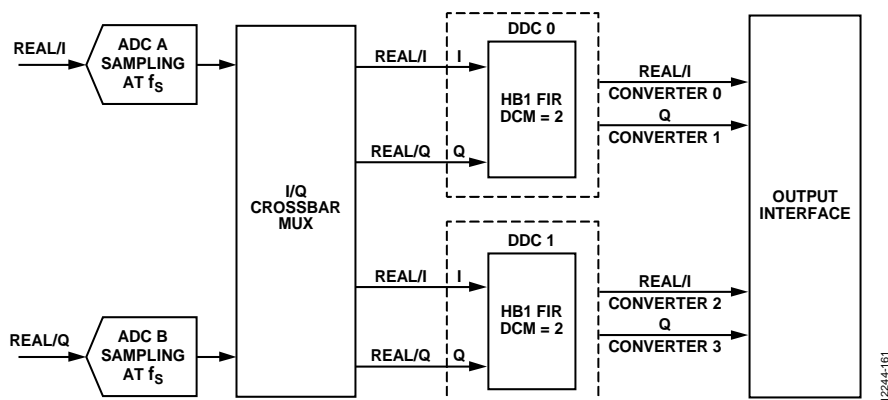 REAL/I
ADC A
SAMPLING
AT fS
I/Q
CROSSBAR
MUX
REAL/I
I
REAL/Q
Q
DDC 0
HB1 FIR
DCM = 2
REAL/I
CONVERTER 0
Q
CONVERTER 1
OUTPUT
INTERFACE
REAL/Q
ADC B
SAMPLING
AT fS
REAL/I
I
REAL/Q
Q
DDC 1
HB1 FIR
DCM = 2
REAL/I
CONVERTER 2
Q
CONVERTER 3
12244-161